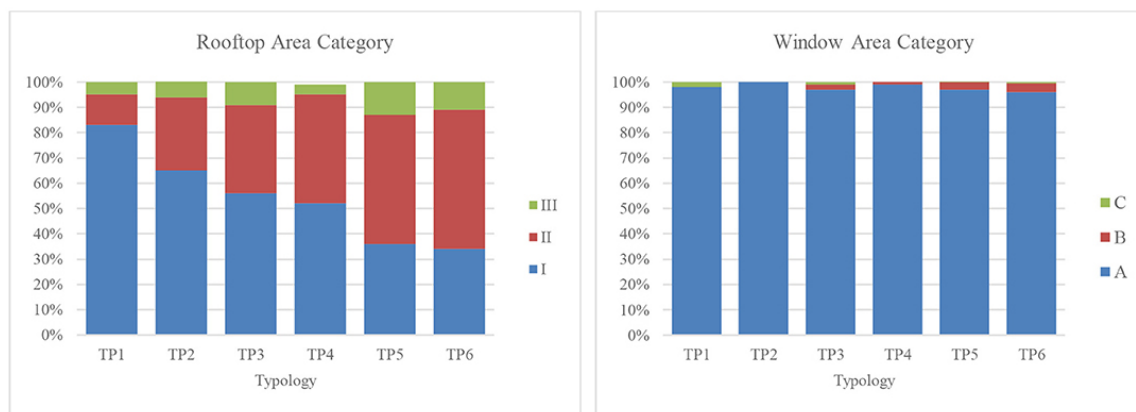 Rooftop Area Category
100%
90%
80%
70%
60%
50%
40%
30%
20%
10%
0%
III
II
I
TP1 TP2 TP3 TP4 TP5 TP6
Typology
Window Area Category
100%
90%
80%
70%
60%
50%
40%
30%
20%
10%
0%
C
B
A
TP1 TP2 TP3 TP4 TP5 TP6
Typology